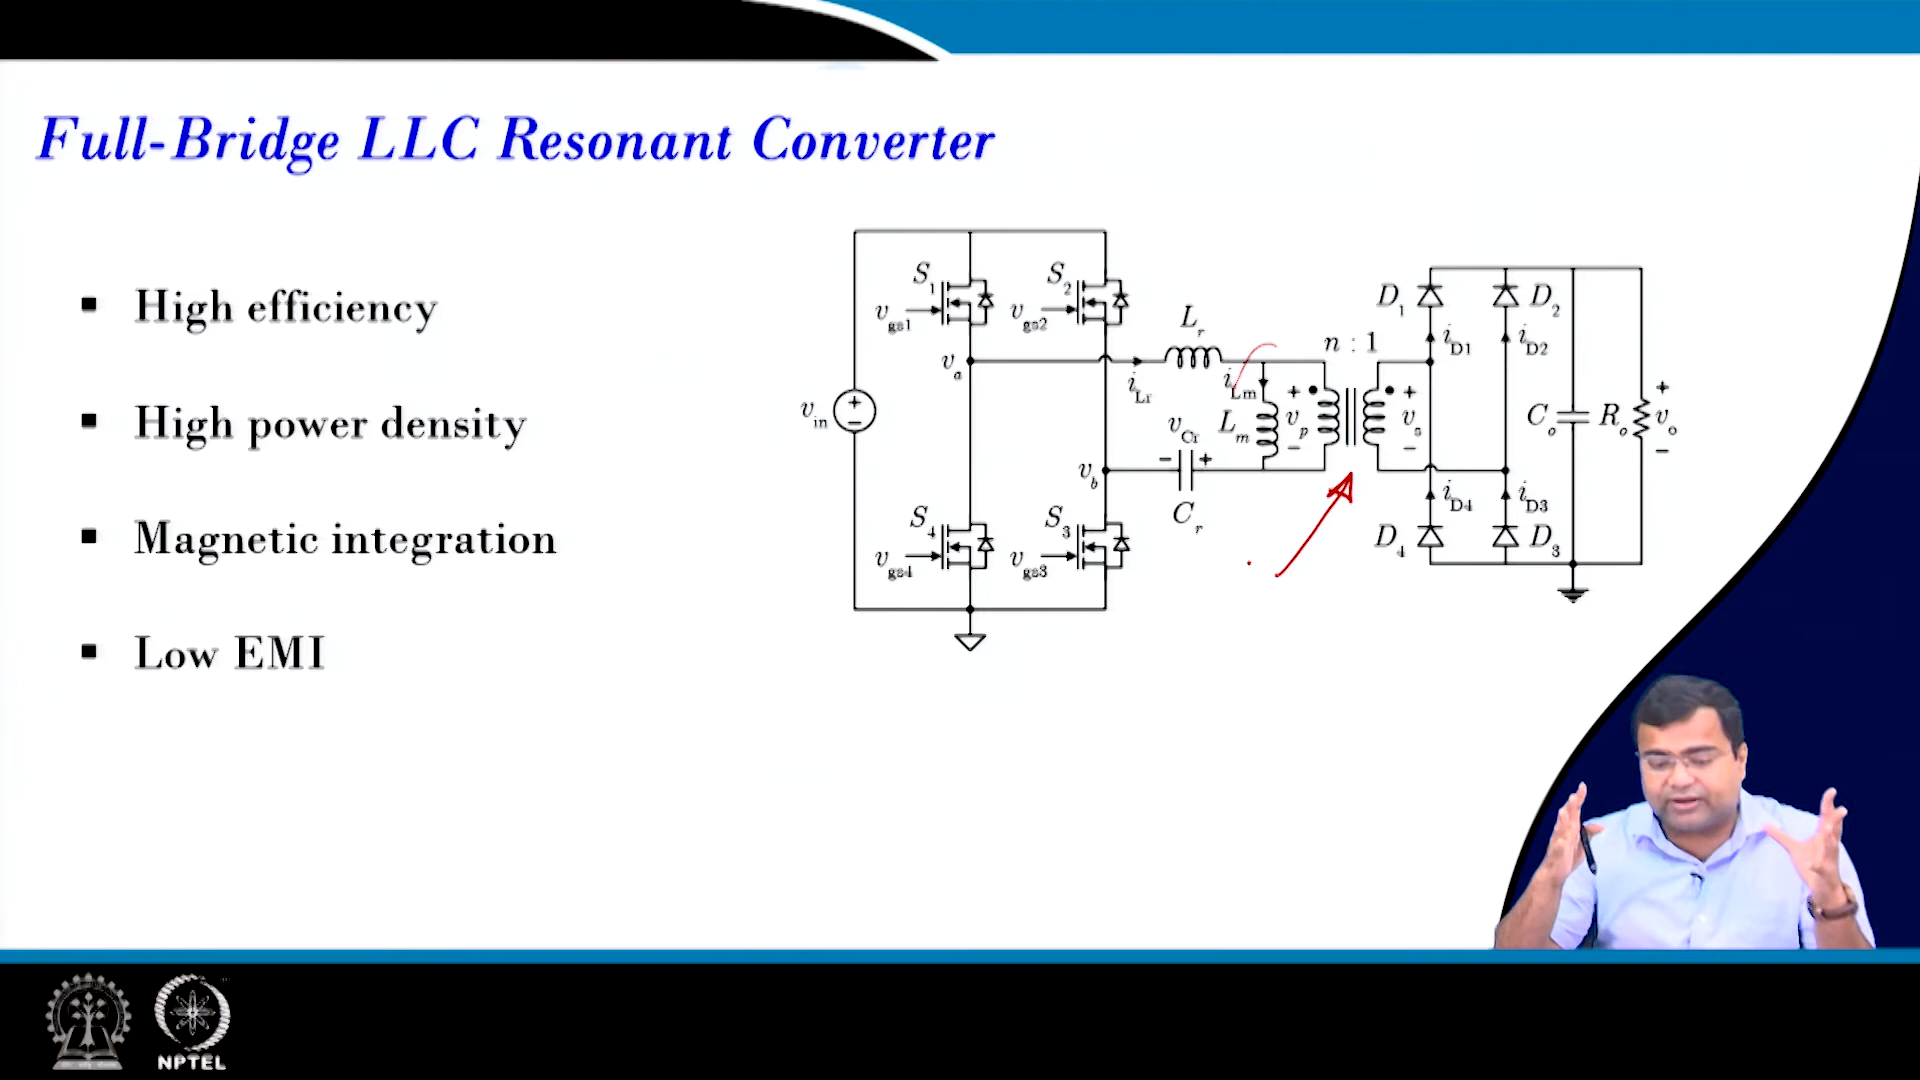 Full-Bridge LLC Resonant Converter
▪ High efficiency
▪ High power density
▪ Magnetic integration
▪ Low EMI
S1
S2
vgs1
vgs2
va
vin
vb
S4
S3
vgs4
vgs3
Lr
iLr
iLm
Lm
vCr
Cr
n : 1
+ vp −
+ vs −
D1
D2
iD1
iD2
Co
Ro
+ vo −
iD4
iD3
D4
D3
NPTEL